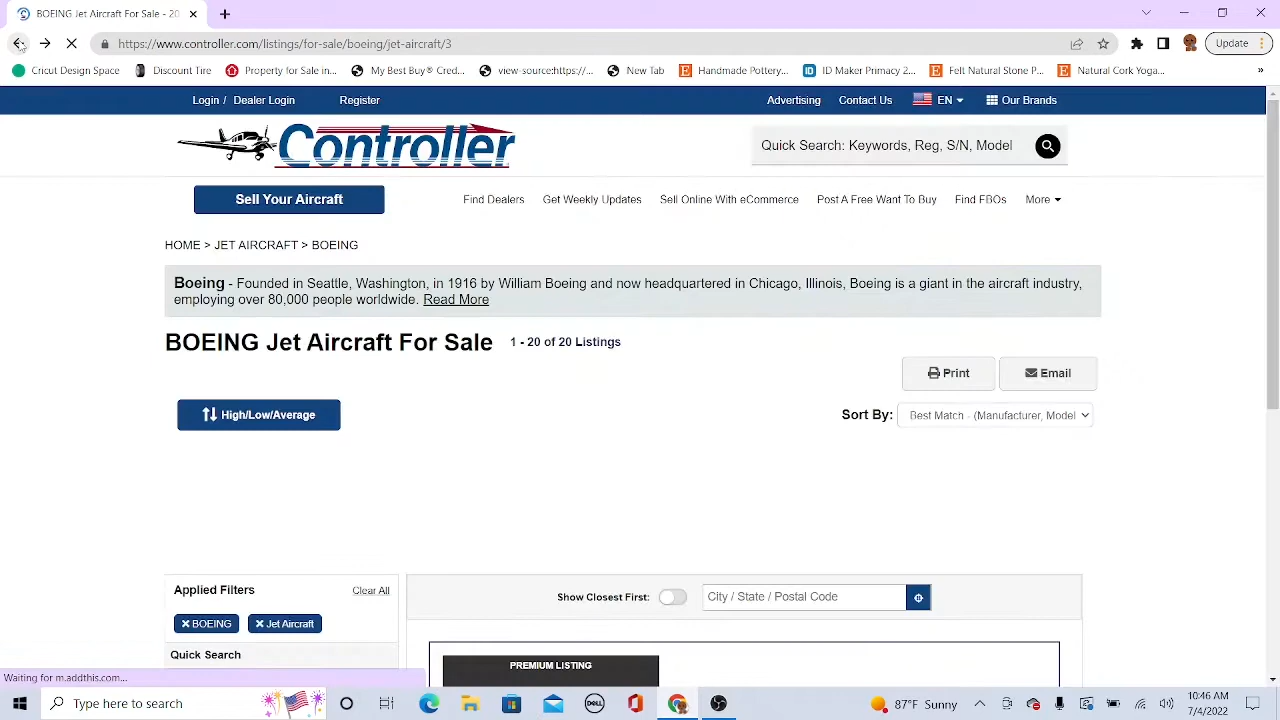 BOEING Jet Aircraft For Sale - 20
https://www.controller.com/listings/for-sale/boeing/jet-aircraft/3
Update
Cricut Design Space
Discount Tire
Property for Sale in...
My Best Buy® Cred...
view-source:https://...
New Tab
Handmade Pottery...
ID Maker Primacy 2...
Felt Natural Stone P...
Natural Cork Yoga...
»
Login / Dealer Login
Register
Advertising
Contact Us
EN
Our Brands
Controller
Quick Search: Keywords, Reg, S/N, Model
Sell Your Aircraft
Find Dealers
Get Weekly Updates
Sell Online With eCommerce
Post A Free Want To Buy
Find FBOs
More
HOME > JET AIRCRAFT > BOEING
Boeing - Founded in Seattle, Washington, in 1916 by William Boeing and now headquartered in Chicago, Illinois, Boeing is a giant in the aircraft industry,
employing over 80,000 people worldwide. Read More
BOEING Jet Aircraft For Sale 1 - 20 of 20 Listings
Print
Email
High/Low/Average
Sort By: Best Match - (Manufacturer, Model
Applied Filters
Clear All
BOEING
Jet Aircraft
Quick Search
Show Closest First:
City / State / Postal Code
PREMIUM LISTING
Waiting for m.addthis.com...
Type here to search
DELL
87°F Sunny
10:46 AM
7/4/2022